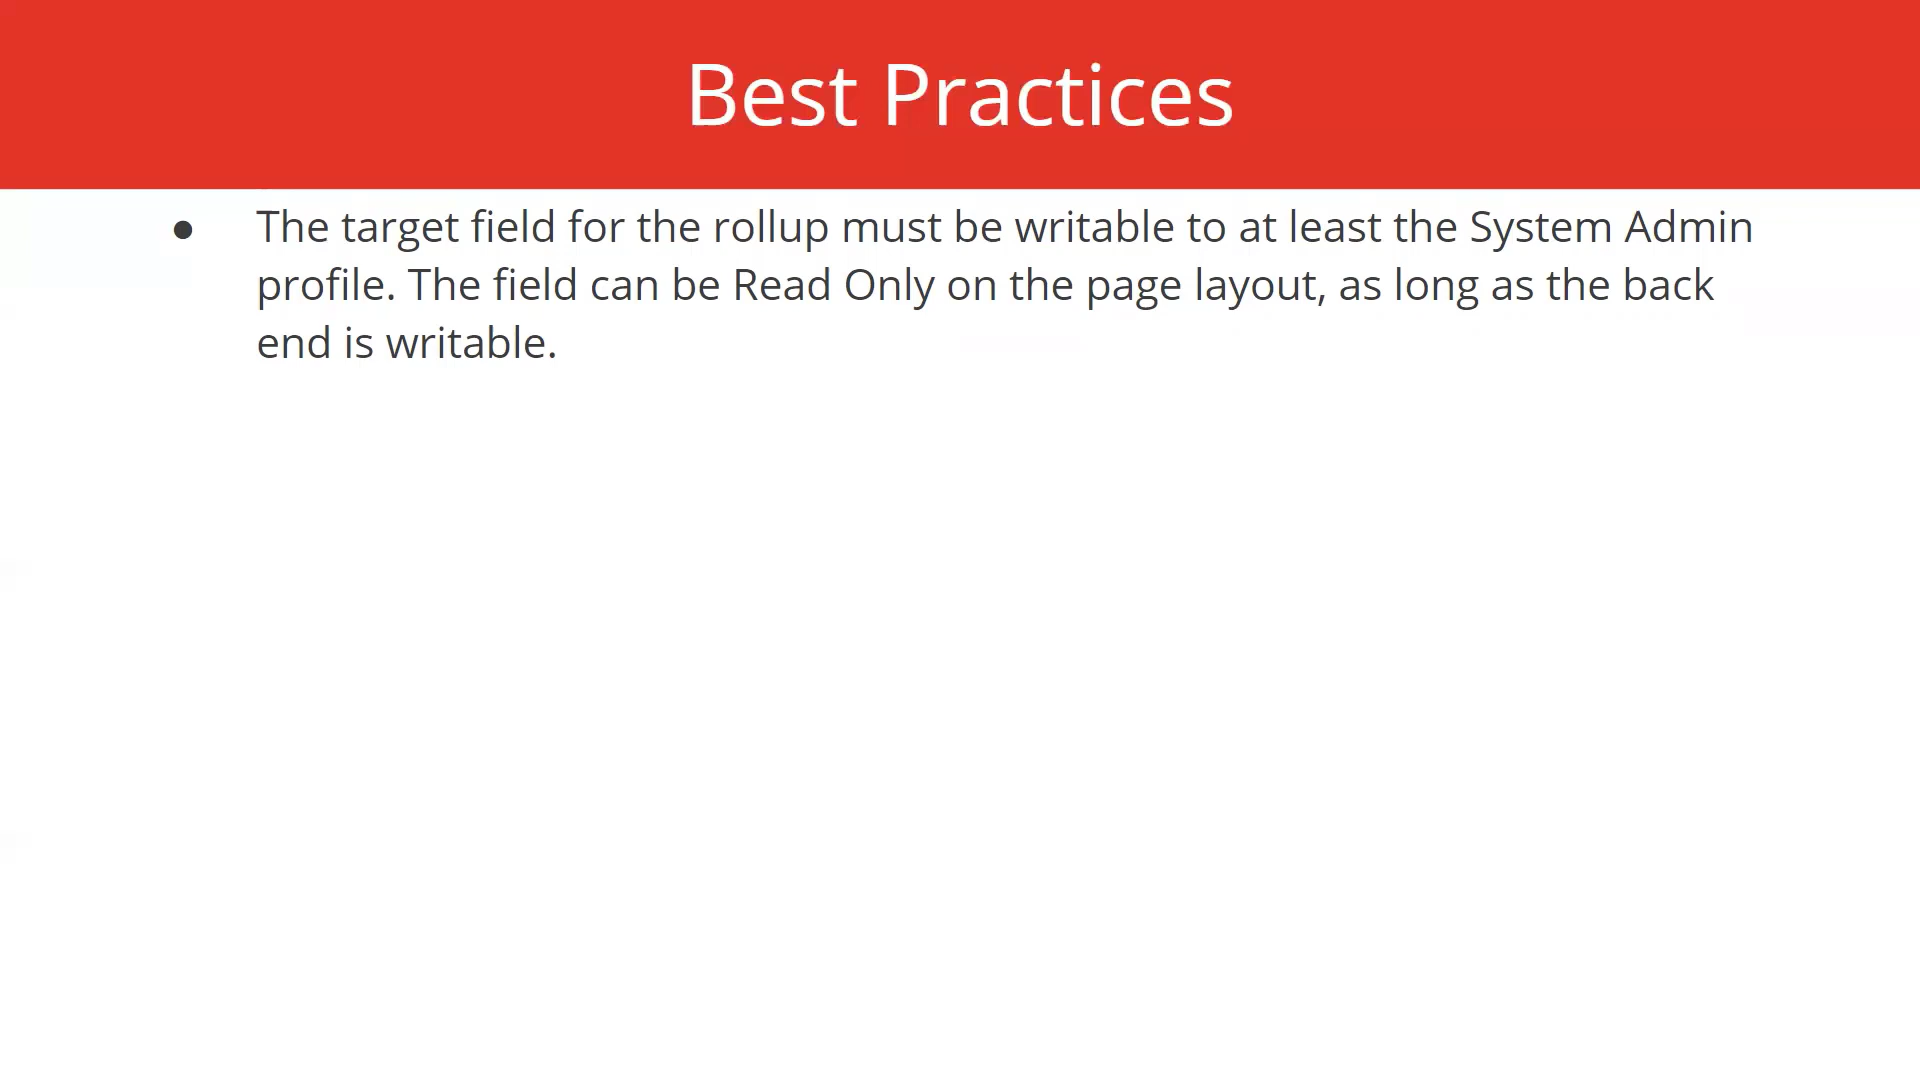 Best Practices
● The target field for the rollup must be writable to at least the System Admin
profile. The field can be Read Only on the page layout, as long as the back
end is writable.